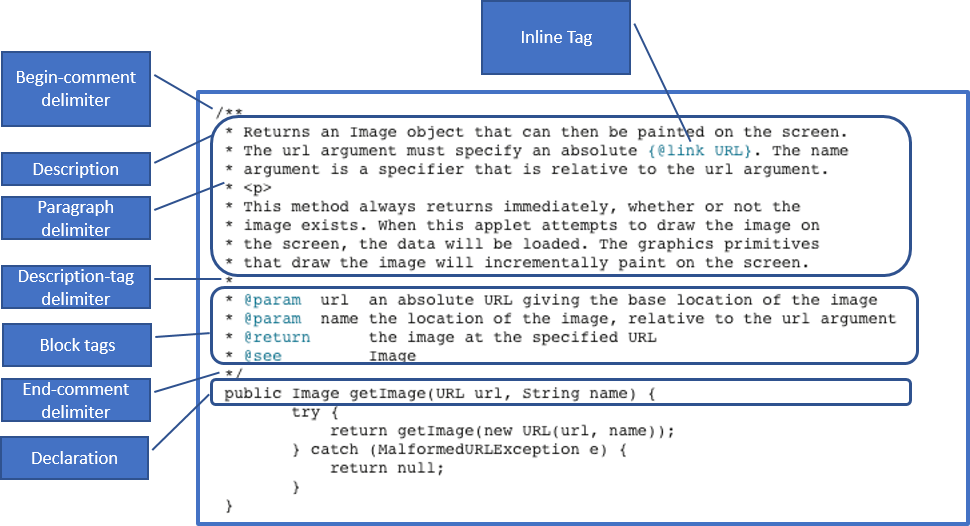 Inline Tag
Begin-comment
delimiter
Description
Paragraph
delimiter
Description-tag
delimiter
Block tags
End-comment
delimiter
Declaration
/**
* Returns an Image object that can then be painted on the screen.
* The url argument must specify an absolute {@link URL}. The name
* argument is a specifier that is relative to the url argument.
* <p>
* This method always returns immediately, whether or not the
* image exists. When this applet attempts to draw the image on
* the screen, the data will be loaded. The graphics primitives
* that draw the image will incrementally paint on the screen.
*
* @param  url  an absolute URL giving the base location of the image
* @param  name the location of the image, relative to the url argument
* @return      the image at the specified URL
* @see         Image
*/
public Image getImage(URL url, String name) {
       try {
           return getImage(new URL(url, name));
       } catch (MalformedURLException e) {
           return null;
       }
}